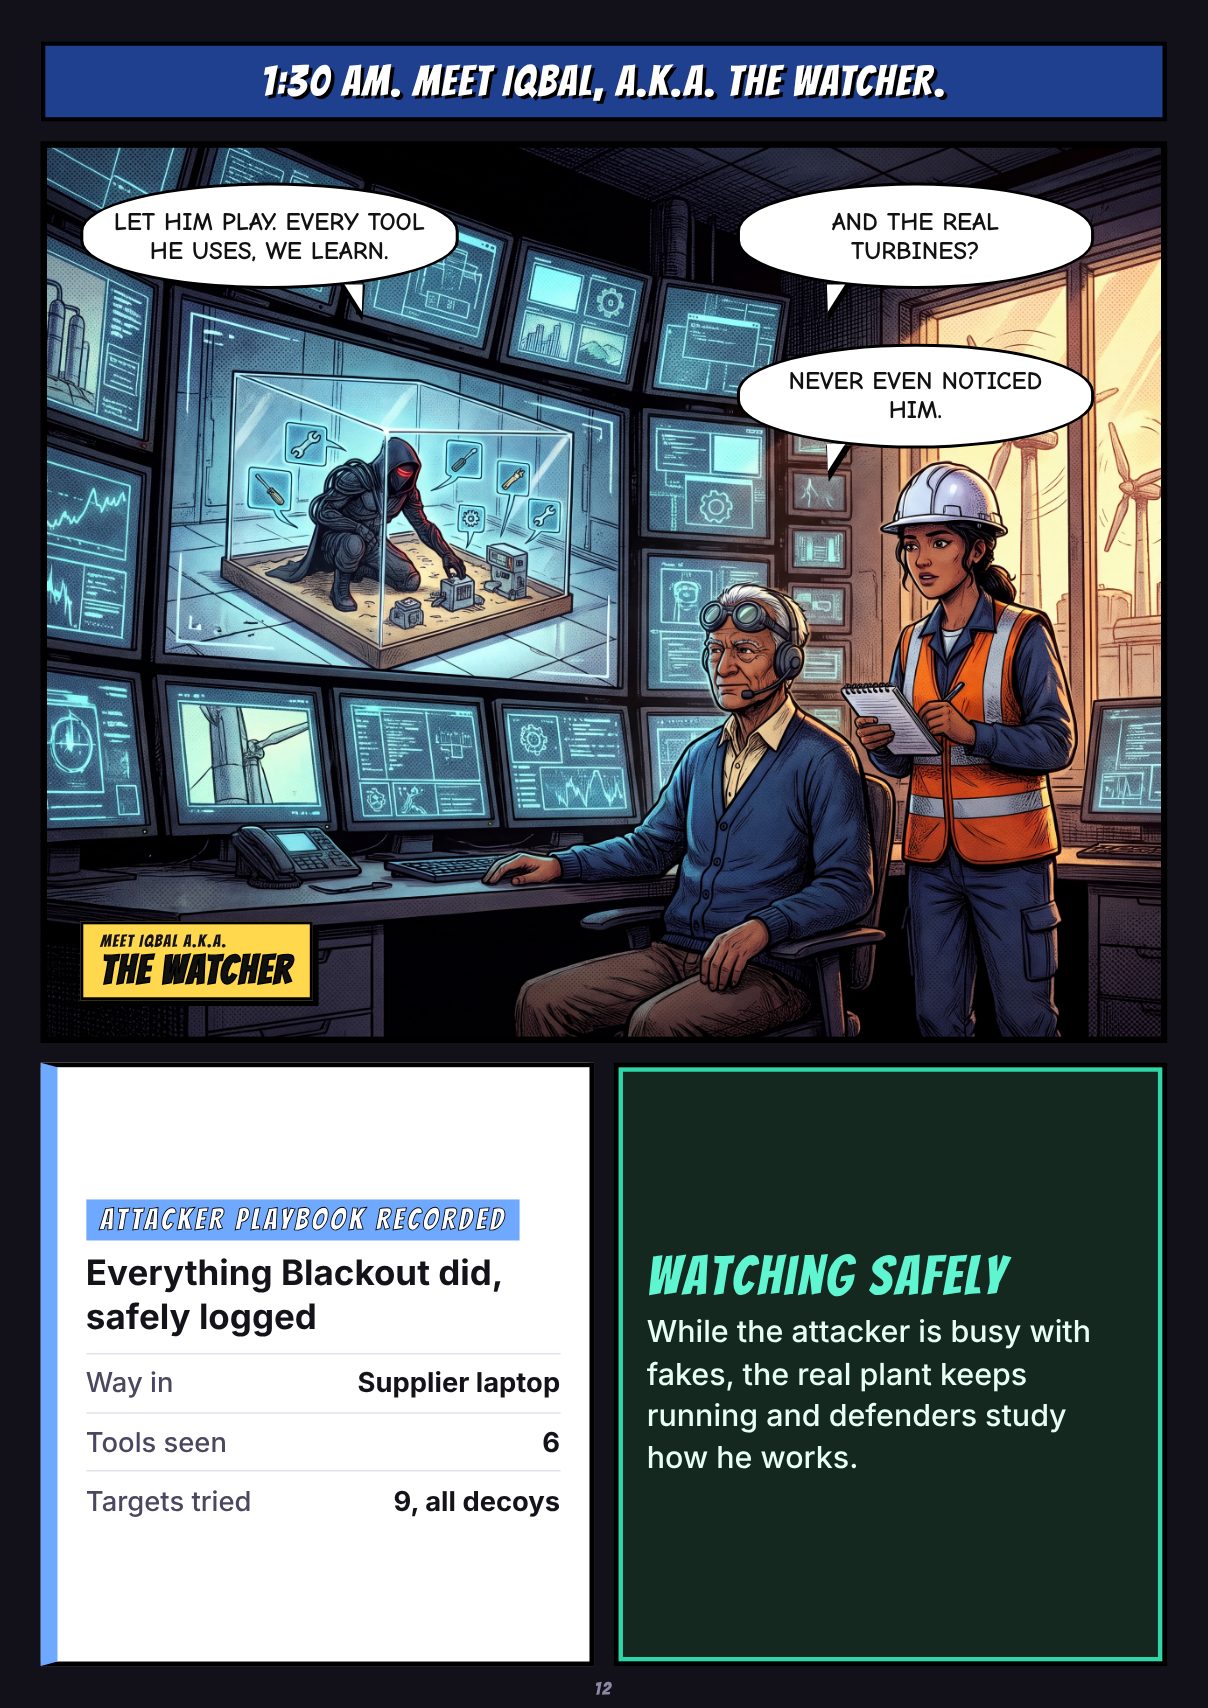 1:30 AM. MEET IQBAL, A.K.A. THE WATCHER.
LET HIM PLAY. EVERY TOOL
HE USES, WE LEARN.
AND THE REAL
TURBINES?
NEVER EVEN NOTICED
HIM.
MEET IQBAL A.K.A.
THE WATCHER
ATTACKER PLAYBOOK RECORDED
Everything Blackout did,
safely logged
Way in Supplier laptop
Tools seen 6
Targets tried 9, all decoys
WATCHING SAFELY
While the attacker is busy with
fakes, the real plant keeps
running and defenders study
how he works.
12